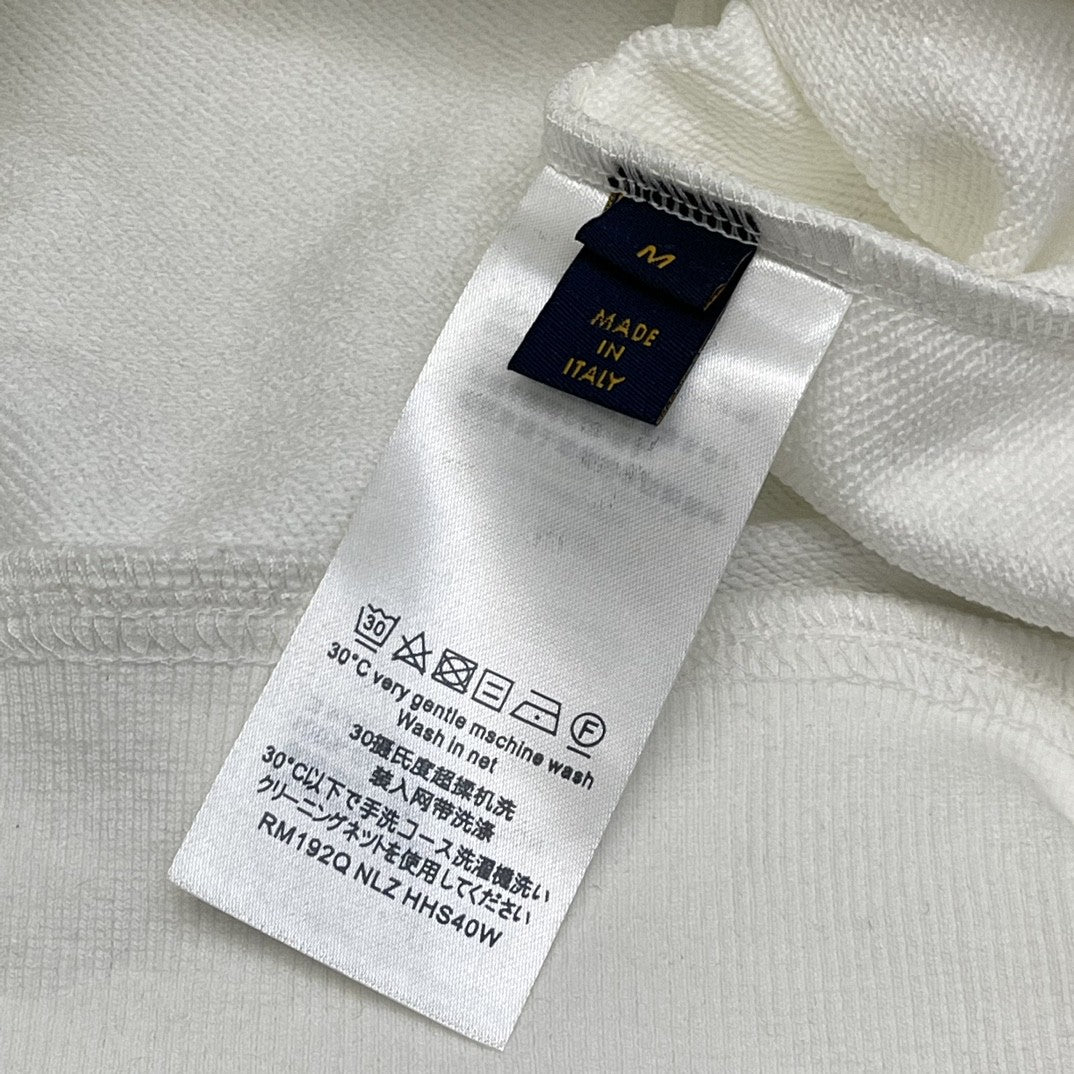 M
MADE
IN
ITALY
30
F
30°C very gentle mschine wash
Wash in net
30摄氏度超揉机洗
装入网带洗涤
30°C以下で手洗コース洗濯機洗い
クリーニングネットを使用してください
RM192Q NLZ HHS40W